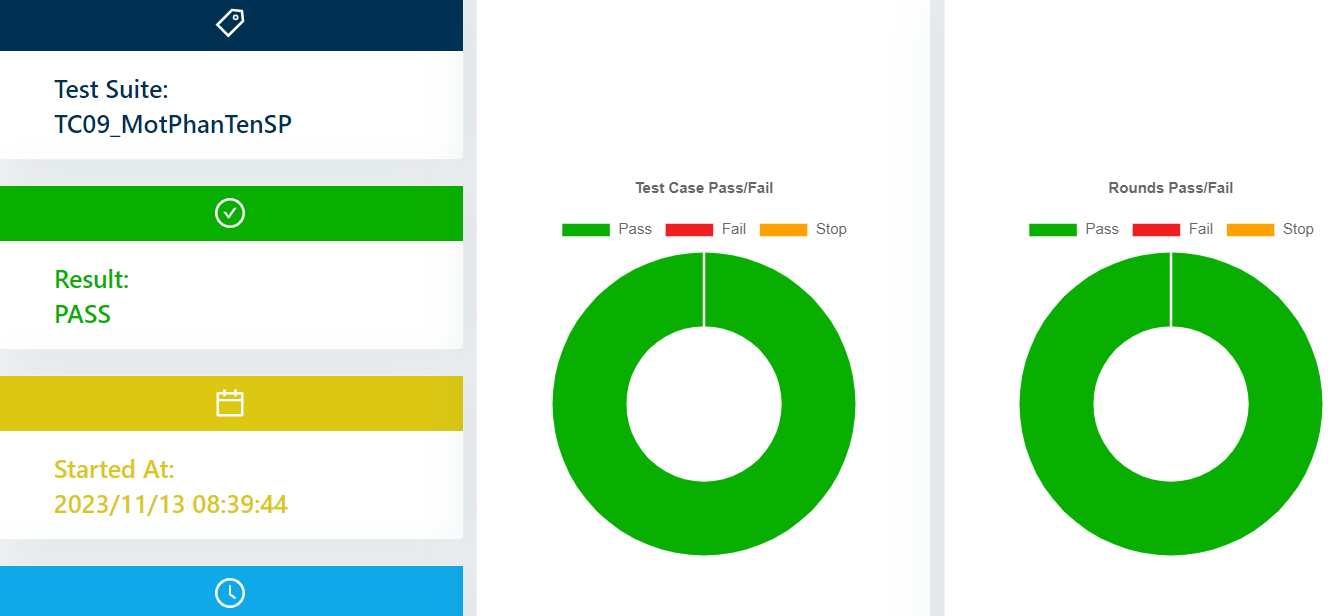 Test Suite:
TC09_MotPhanTenSP
Result:
PASS
Started At:
2023/11/13 08:39:44
Test Case Pass/Fail
Pass Fail Stop
Rounds Pass/Fail
Pass Fail Stop